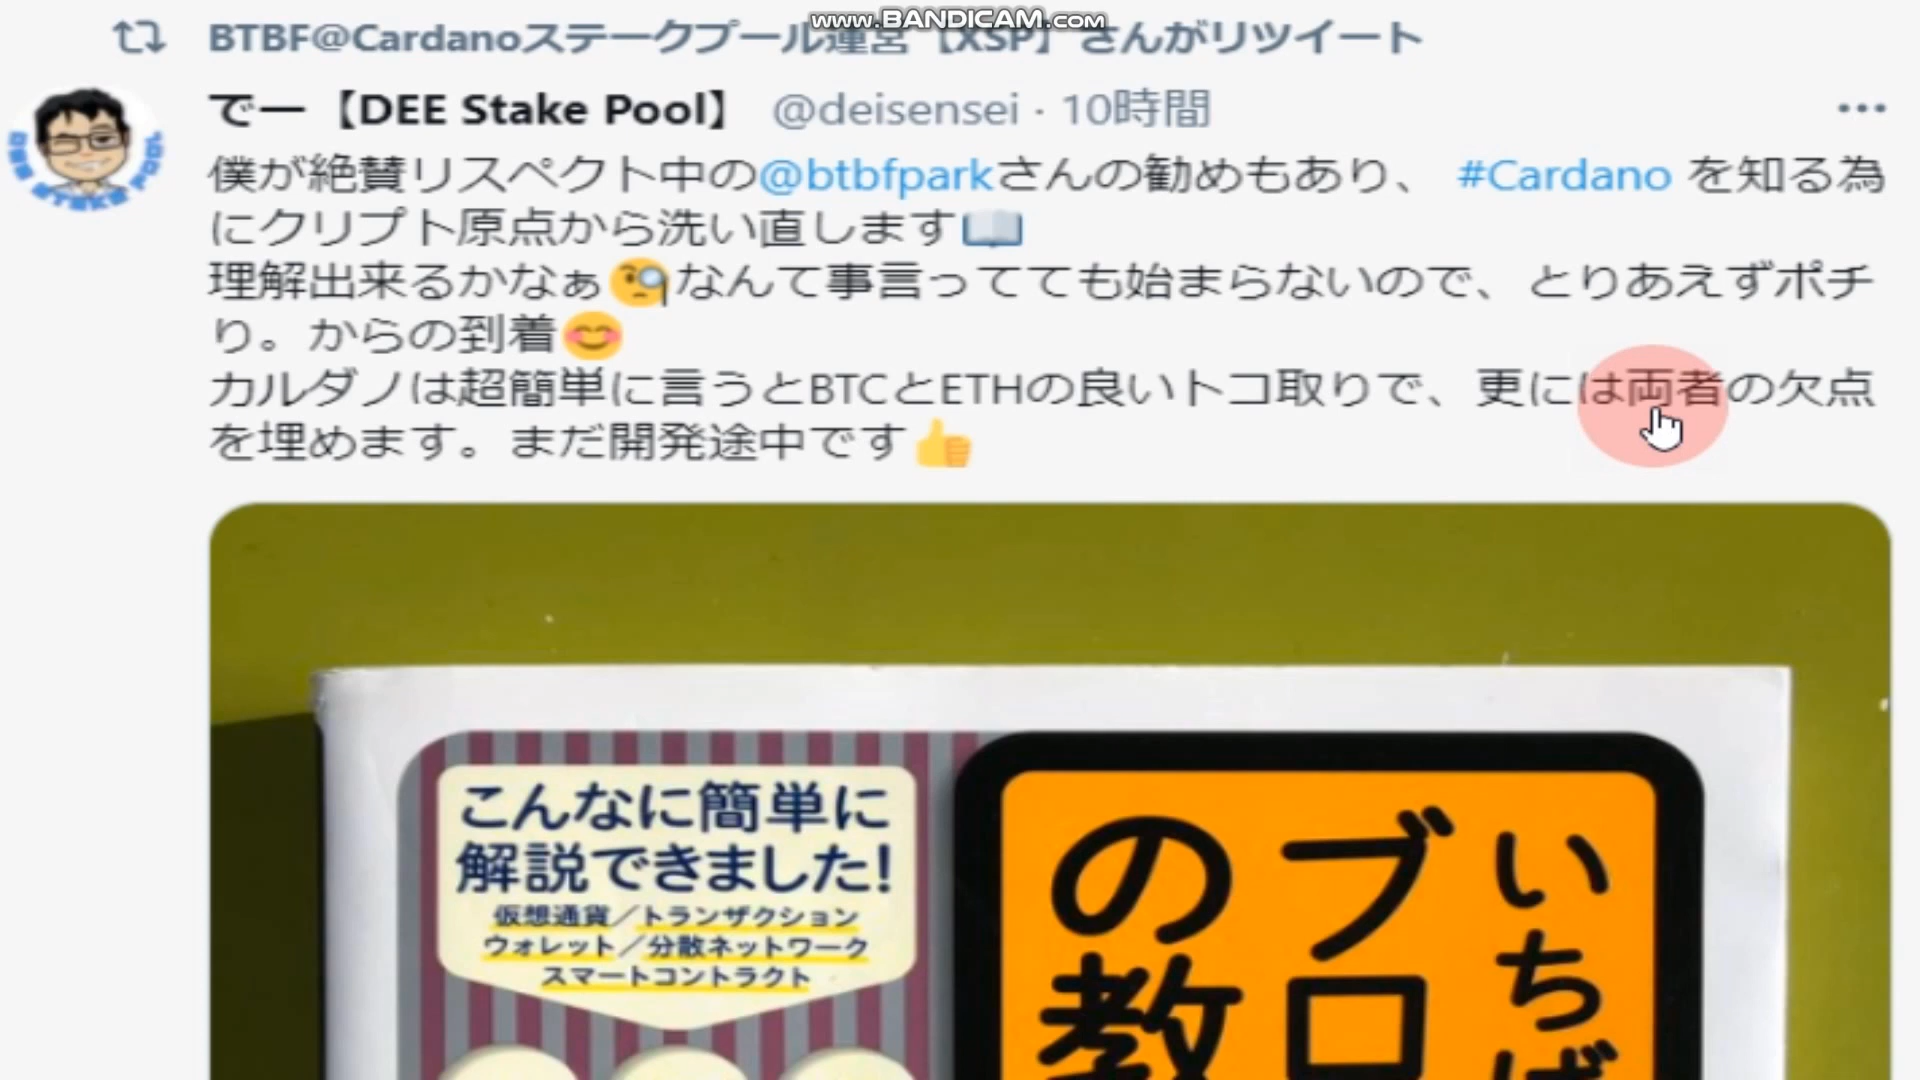 www.BANDICAM.com
BTBF@Cardanoステークプール運営【XSP】さんがリツイート
でー【DEE Stake Pool】 @deisensei · 10時間
僕が絶賛リスペクト中の@btbfparkさんの勧めもあり、 #Cardano を知る為
にクリプト原点から洗い直します📖
理解出来るかなぁ🧐なんて事言ってても始まらないので、とりあえずポチ
り。からの到着😊
カルダノは超簡単に言うとBTCとETHの良いトコ取りで、更には両者の欠点
を埋めます。まだ開発途中です👍
DEE STAKE POOL
こんなに簡単に
解説できました!
仮想通貨／トランザクション
ウォレット／分散ネットワーク
スマートコントラクト
いちば
ブロ
の教